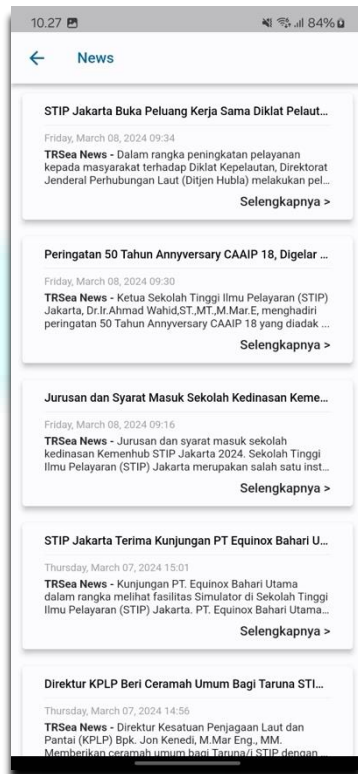 10.27 84%
News
STIP Jakarta Buka Peluang Kerja Sama Diklat Pelaut...
Friday, March 08, 2024 09:34
TRSea News - Dalam rangka peningkatan pelayanan
kepada masyarakat terhadap Diklat Kepelautan, Direktorat
Jenderal Perhubungan Laut (Ditjen Hubla) melakukan pel...
Selengkapnya >
Peringatan 50 Tahun Annyversary CAAIP 18, Digelar ...
Friday, March 08, 2024 09:30
TRSea News - Ketua Sekolah Tinggi Ilmu Pelayaran (STIP)
Jakarta, Dr.Ir.Ahmad Wahid,ST.,MT.,M.Mar.E, menghadiri
peringatan 50 Tahun Annyversary CAAIP 18 yang diadak ...
Selengkapnya >
Jurusan dan Syarat Masuk Sekolah Kedinasan Keme...
Friday, March 08, 2024 09:16
TRSea News - Jurusan dan syarat masuk sekolah
kedinasan Kemenhub STIP Jakarta 2024. Sekolah Tinggi
Ilmu Pelayaran (STIP) Jakarta merupakan salah satu inst...
Selengkapnya >
STIP Jakarta Terima Kunjungan PT Equinox Bahari U...
Thursday, March 07, 2024 15:01
TRSea News - Kunjungan PT. Equinox Bahari Utama
dalam rangka melihat fasilitas Simulator di Sekolah Tinggi
Ilmu Pelayaran (STIP) Jakarta. PT. Equinox Bahari Utama...
Selengkapnya >
Direktur KPLP Beri Ceramah Umum Bagi Taruna STI...
Thursday, March 07, 2024 14:56
TRSea News - Direktur Kesatuan Penjagaan Laut dan
Pantai (KPLP) Bpk. Jon Kenedi, M.Mar Eng., MM.
Memberikan ceramah umum bagi Taruna/i STIP dengan ...